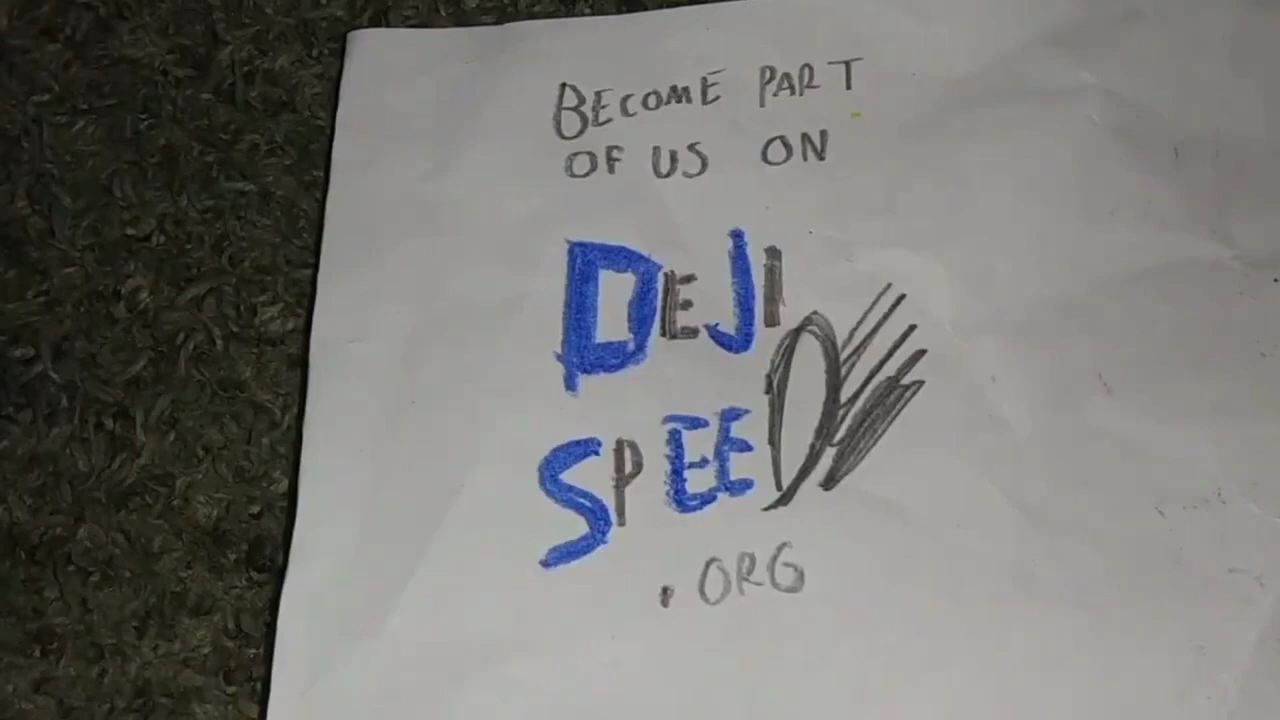 BECOME PART
OF US ON
DEJI
SPEED
.ORG